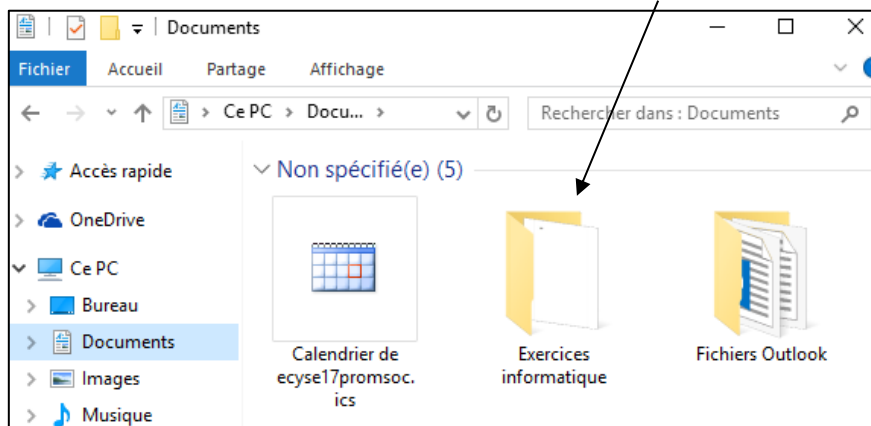 Documents
Fichier Accueil Partage Affichage
Ce PC > Docu... >
Rechercher dans : Documents
Accès rapide
OneDrive
Ce PC
Bureau
Documents
Images
Musique
Non spécifié(e) (5)
Calendrier de
ecyse17promsoc.
ics
Exercices
informatique
Fichiers Outlook